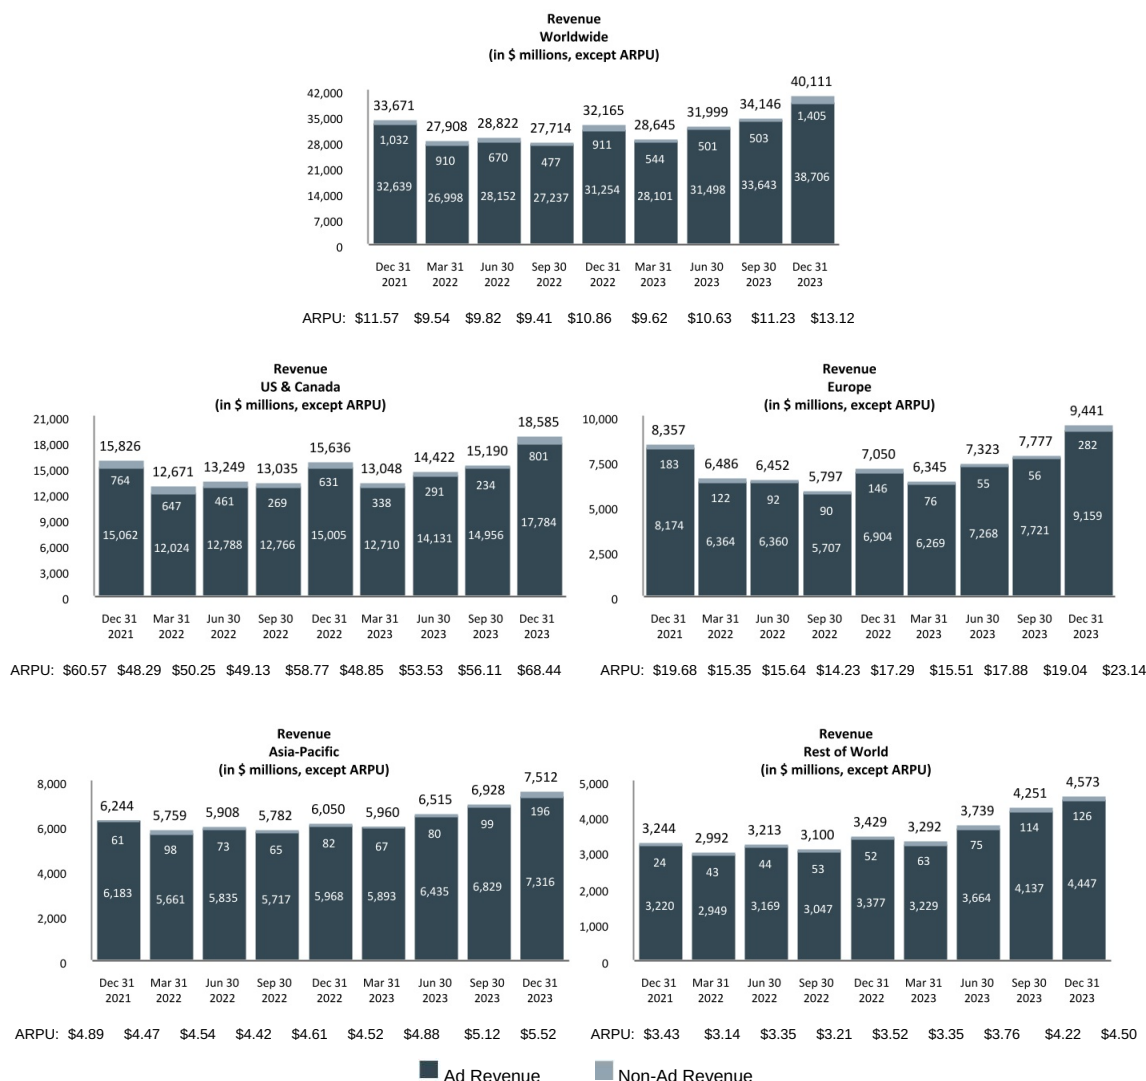 Revenue
Worldwide
(in $ millions, except ARPU)
42,000
35,000
28,000
21,000
14,000
7,000
0
33,671 27,908 28,822 27,714 32,165 28,645 31,999 34,146 40,111
1,032 910 670 477 911 544 501 503 1,405
32,639 26,998 28,152 27,237 31,254 28,101 31,498 33,643 38,706
Dec 31 Mar 31 Jun 30 Sep 30 Dec 31 Mar 31 Jun 30 Sep 30 Dec 31
2021 2022 2022 2022 2022 2023 2023 2023 2023
ARPU: $11.57 $9.54 $9.82 $9.41 $10.86 $9.62 $10.63 $11.23 $13.12
Revenue
US & Canada
(in $ millions, except ARPU)
21,000
18,000
15,000
12,000
9,000
6,000
3,000
0
15,826 12,671 13,249 13,035 15,636 13,048 14,422 15,190 18,585
764 647 461 269 631 338 291 234 801
15,062 12,024 12,788 12,766 15,005 12,710 14,131 14,956 17,784
Dec 31 Mar 31 Jun 30 Sep 30 Dec 31 Mar 31 Jun 30 Sep 30 Dec 31
2021 2022 2022 2022 2022 2023 2023 2023 2023
ARPU: $60.57 $48.29 $50.25 $49.13 $58.77 $48.85 $53.53 $56.11 $68.44
Revenue
Europe
(in $ millions, except ARPU)
10,000
7,500
5,000
2,500
0
8,357 6,486 6,452 5,797 7,050 6,345 7,323 7,777 9,441
183 122 92 90 146 76 55 56 282
8,174 6,364 6,360 5,707 6,904 6,269 7,268 7,721 9,159
Dec 31 Mar 31 Jun 30 Sep 30 Dec 31 Mar 31 Jun 30 Sep 30 Dec 31
2021 2022 2022 2022 2022 2023 2023 2023 2023
ARPU: $19.68 $15.35 $15.64 $14.23 $17.29 $15.51 $17.88 $19.04 $23.14
Revenue
Asia-Pacific
(in $ millions, except ARPU)
8,000
6,000
4,000
2,000
0
6,244 5,759 5,908 5,782 6,050 5,960 6,515 6,928 7,512
61 98 73 65 82 67 80 99 196
6,183 5,661 5,835 5,717 5,968 5,893 6,435 6,829 7,316
Dec 31 Mar 31 Jun 30 Sep 30 Dec 31 Mar 31 Jun 30 Sep 30 Dec 31
2021 2022 2022 2022 2022 2023 2023 2023 2023
ARPU: $4.89 $4.47 $4.54 $4.42 $4.61 $4.52 $4.88 $5.12 $5.52
Revenue
Rest of World
(in $ millions, except ARPU)
5,000
4,000
3,000
2,000
1,000
0
3,244 2,992 3,213 3,100 3,429 3,292 3,739 4,251 4,573
24 43 44 53 52 63 75 114 126
3,220 2,949 3,169 3,047 3,377 3,229 3,664 4,137 4,447
Dec 31 Mar 31 Jun 30 Sep 30 Dec 31 Mar 31 Jun 30 Sep 30 Dec 31
2021 2022 2022 2022 2022 2023 2023 2023 2023
ARPU: $3.43 $3.14 $3.35 $3.21 $3.52 $3.35 $3.76 $4.22 $4.50
Ad Revenue Non-Ad Revenue